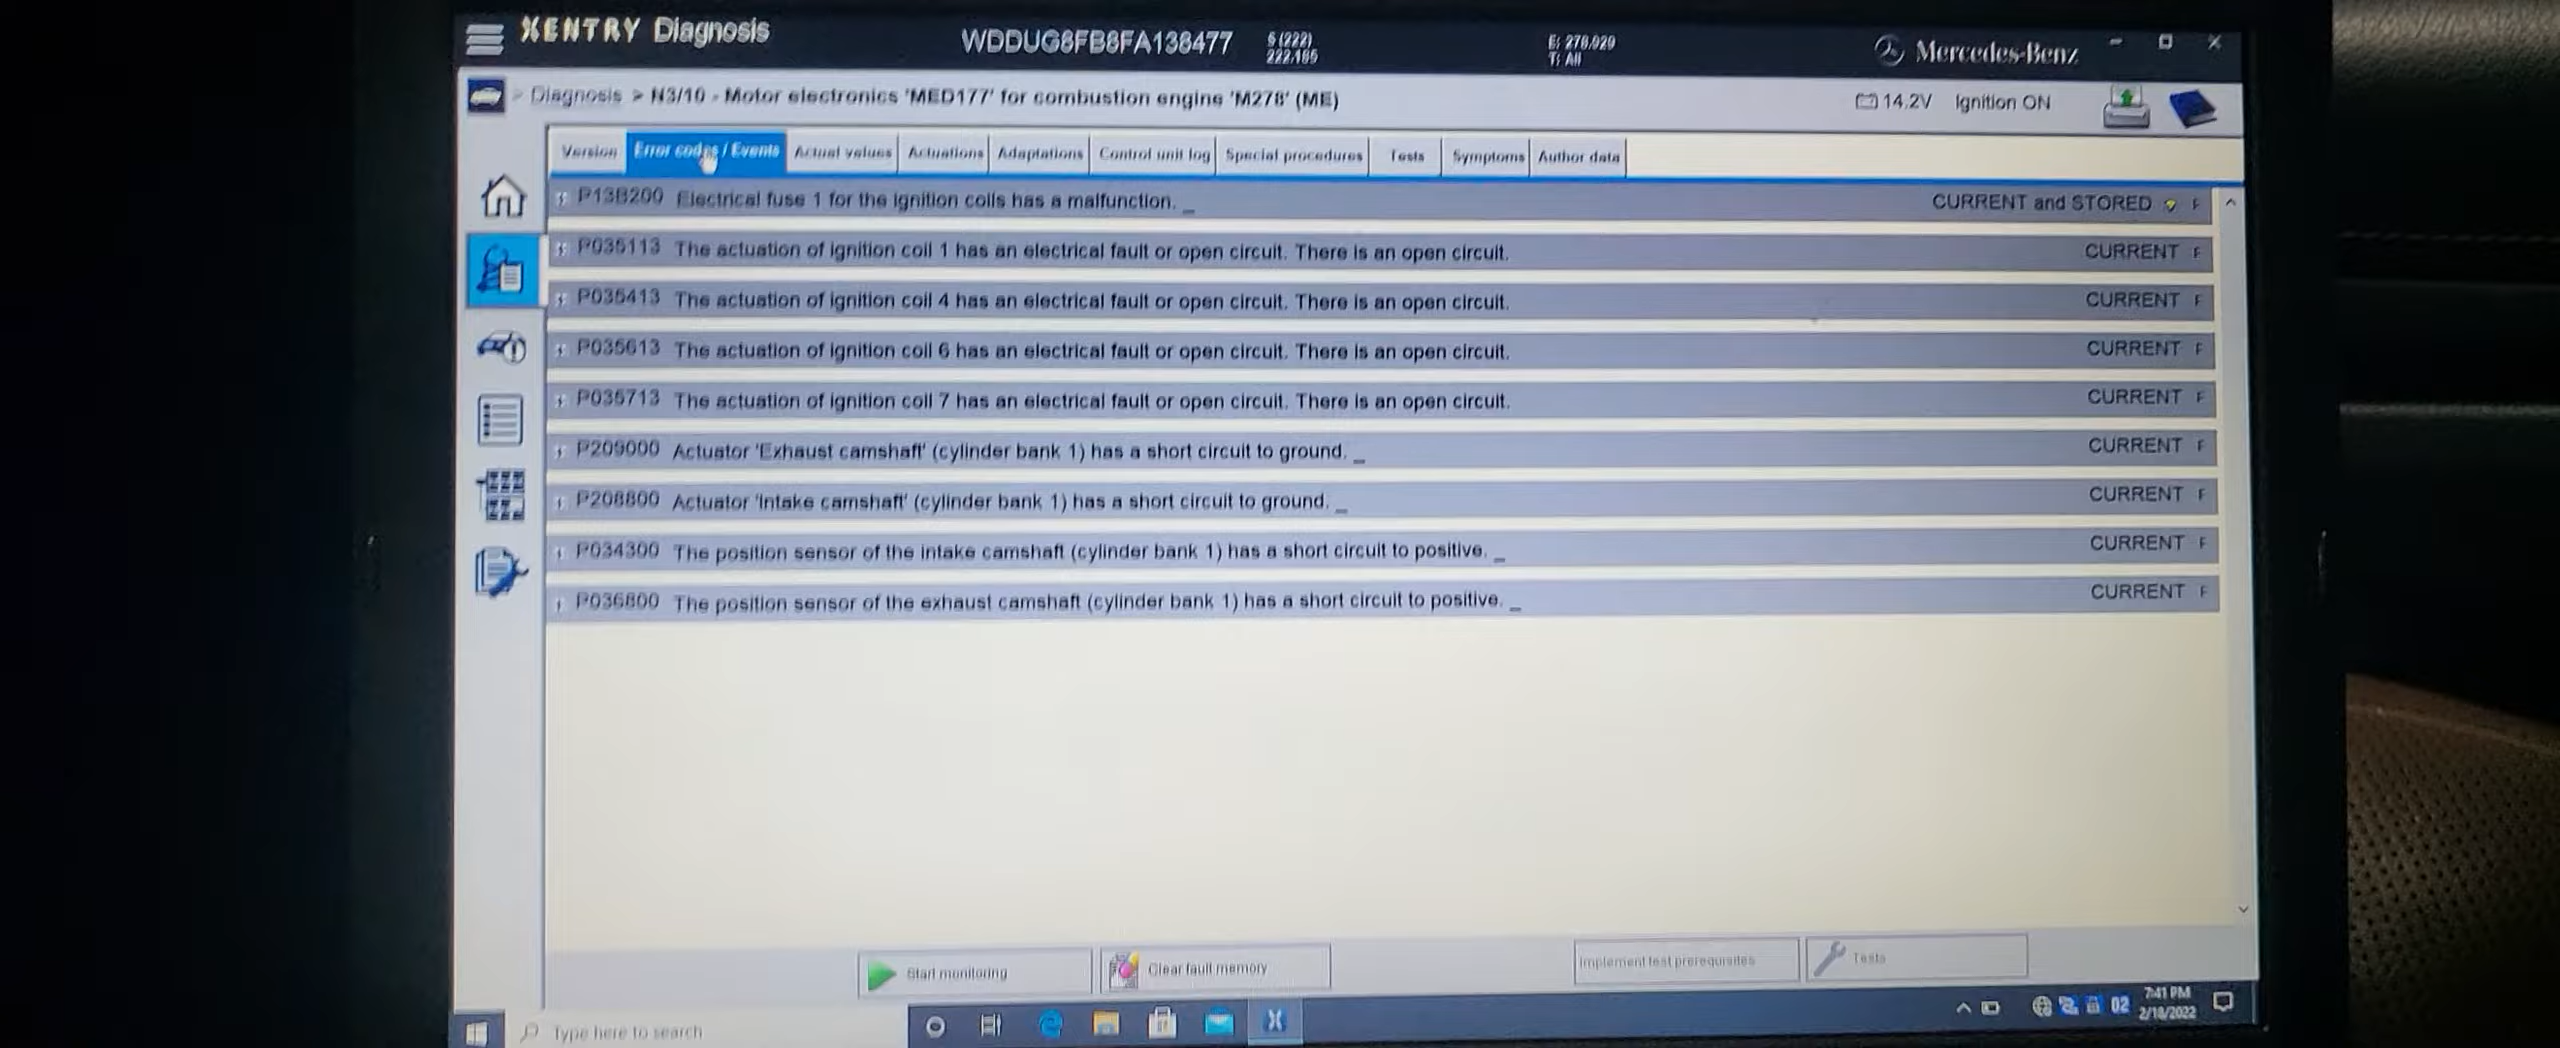 XENTRY Diagnosis
WDDUG8FB8FA138477
S (222)
222.185
E: 278.929
T: All
Mercedes-Benz
> Diagnosis > N3/10 - Motor electronics 'MED177' for combustion engine 'M278' (ME)
14.2V Ignition ON
Version Error codes / Events Actual values Actuations Adaptations Control unit log Special procedures Tests Symptoms Author data
P13B200 Electrical fuse 1 for the ignition coils has a malfunction. _ CURRENT and STORED F
P035113 The actuation of ignition coil 1 has an electrical fault or open circuit. There is an open circuit. CURRENT F
P035413 The actuation of ignition coil 4 has an electrical fault or open circuit. There is an open circuit. CURRENT F
P035613 The actuation of ignition coil 6 has an electrical fault or open circuit. There is an open circuit. CURRENT F
P035713 The actuation of ignition coil 7 has an electrical fault or open circuit. There is an open circuit. CURRENT F
P209000 Actuator 'Exhaust camshaft' (cylinder bank 1) has a short circuit to ground. _ CURRENT F
P208800 Actuator 'Intake camshaft' (cylinder bank 1) has a short circuit to ground. _ CURRENT F
P034300 The position sensor of the intake camshaft (cylinder bank 1) has a short circuit to positive. _ CURRENT F
P036800 The position sensor of the exhaust camshaft (cylinder bank 1) has a short circuit to positive. _ CURRENT F
Start monitoring Clear fault memory Implement test prerequisites Tests
Type here to search
02
7:41 PM
2/18/2022